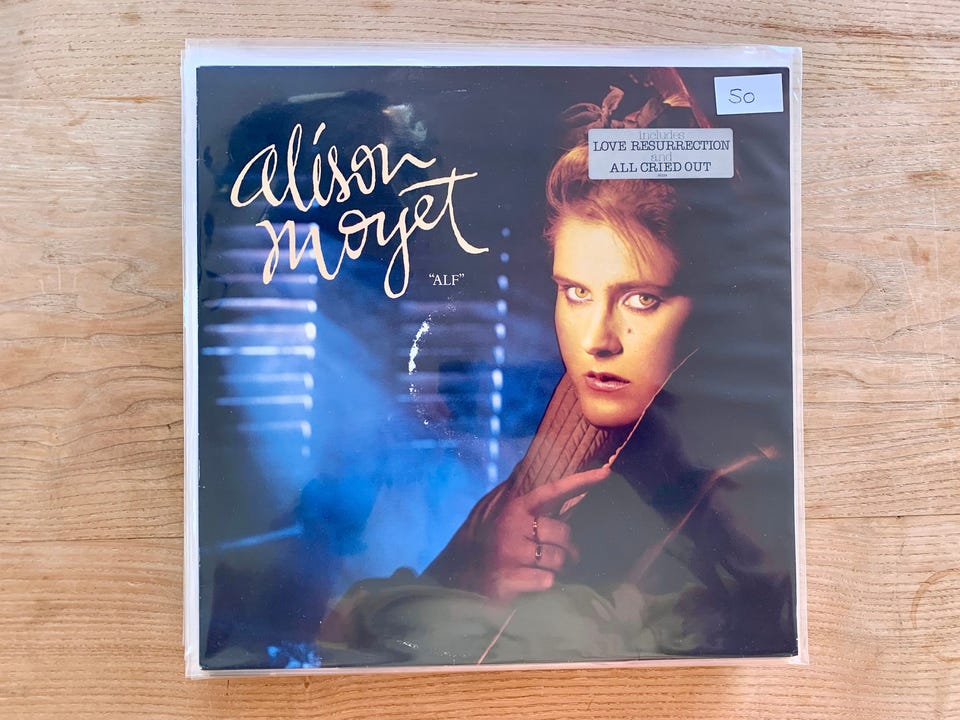 50
alison
moyet
"ALF"
includes
LOVE RESURRECTION
and
ALL CRIED OUT